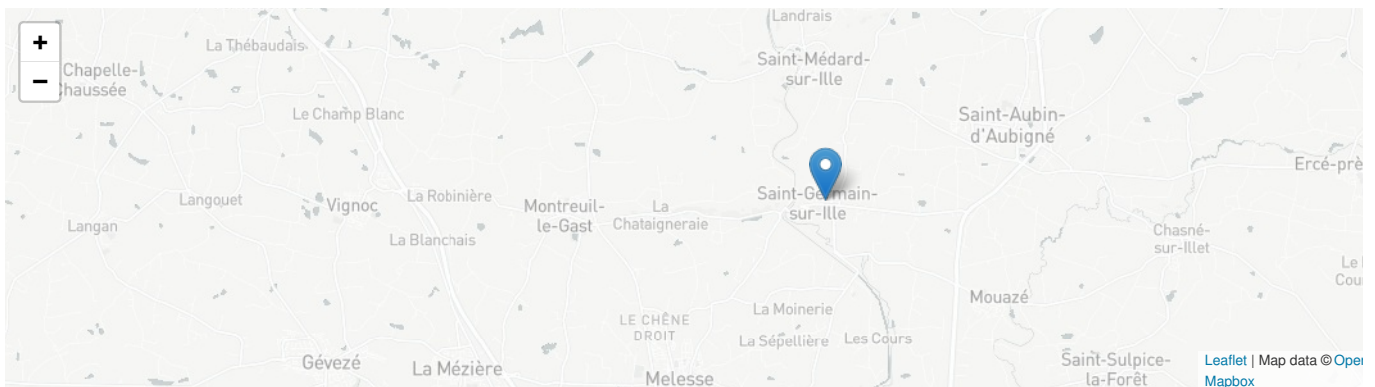 +
−
Landrais
La Thébaudais
Saint-Médard-
sur-Ille
Chapelle-
Chaussée
Le Champ Blanc
Saint-Aubin-
d'Aubigné
Ercé-prè
Saint-Germain-
sur-Ille
La Robinière
Langouet
Vignoc
Montreuil-
le-Gast
La
Chataigneraie
Langan
La Blanchais
Chasné-
sur-Illet
Le
Cou
Mouazé
La Moinerie
LE CHÊNE
DROIT
La Sépellière
Les Cours
Gévezé
La Mézière
Melesse
Saint-Sulpice-
la-Forêt
Leaflet | Map data © Oper
Mapbox